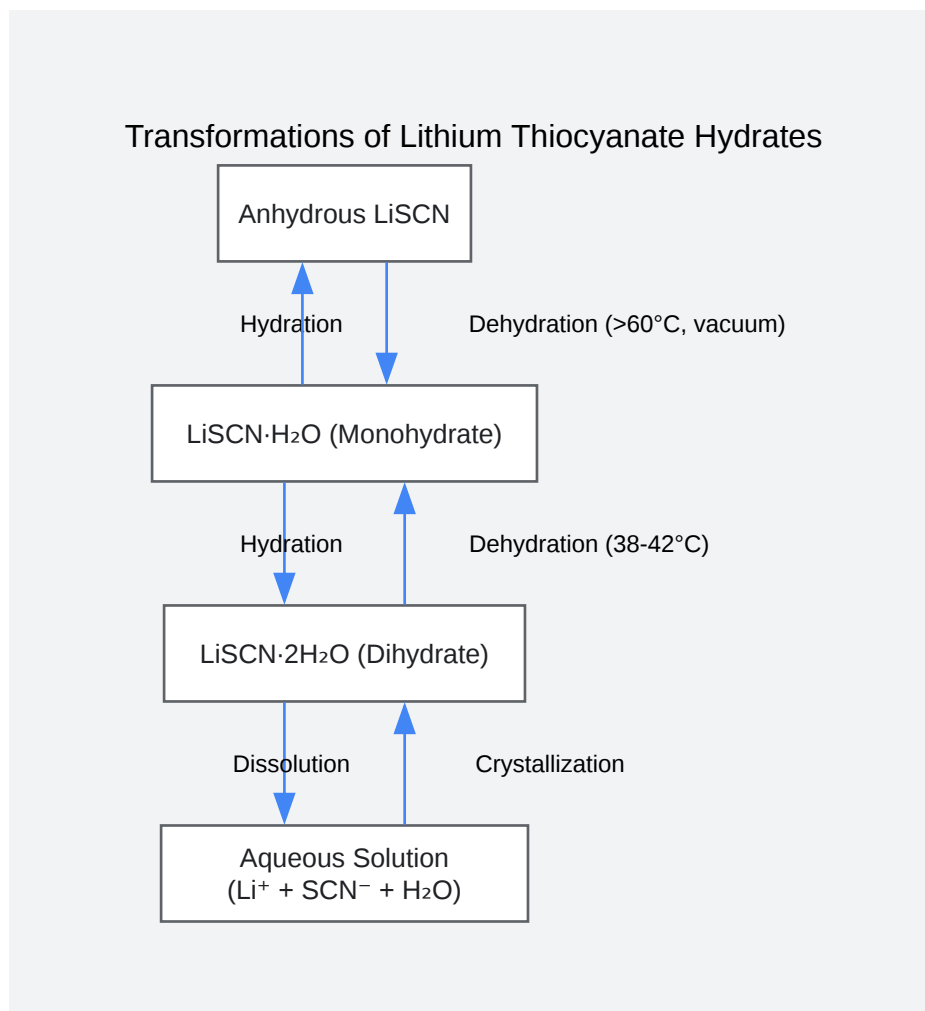 Transformations of Lithium Thiocyanate Hydrates
Anhydrous LiSCN
Hydration
Dehydration (>60°C, vacuum)
LiSCN·H₂O (Monohydrate)
Hydration
Dehydration (38-42°C)
LiSCN·2H₂O (Dihydrate)
Dissolution
Crystallization
Aqueous Solution
(Li⁺ + SCN⁻ + H₂O)